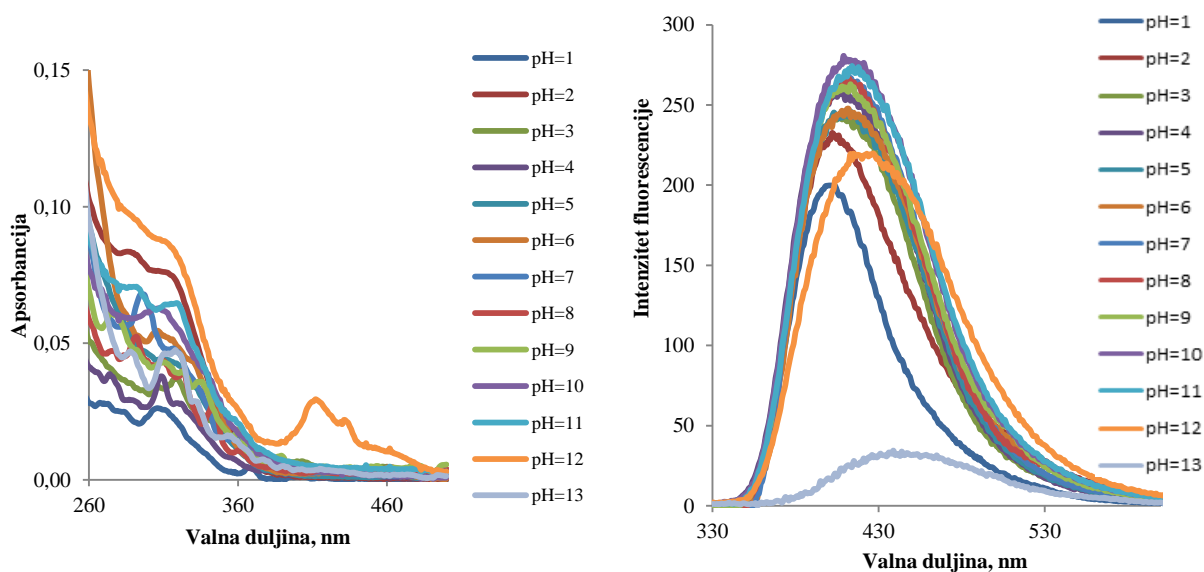 0,15
0,10
0,05
0,00
Apsorbancija
260
360
460
Valna duljina, nm
pH=1
pH=2
pH=3
pH=4
pH=5
pH=6
pH=7
pH=8
pH=9
pH=10
pH=11
pH=12
pH=13
300
250
200
150
100
50
0
Intenzitet fluorescencije
330
430
530
Valna duljina, nm
pH=1
pH=2
pH=3
pH=4
pH=5
pH=6
pH=7
pH=8
pH=9
pH=10
pH=11
pH=12
pH=13